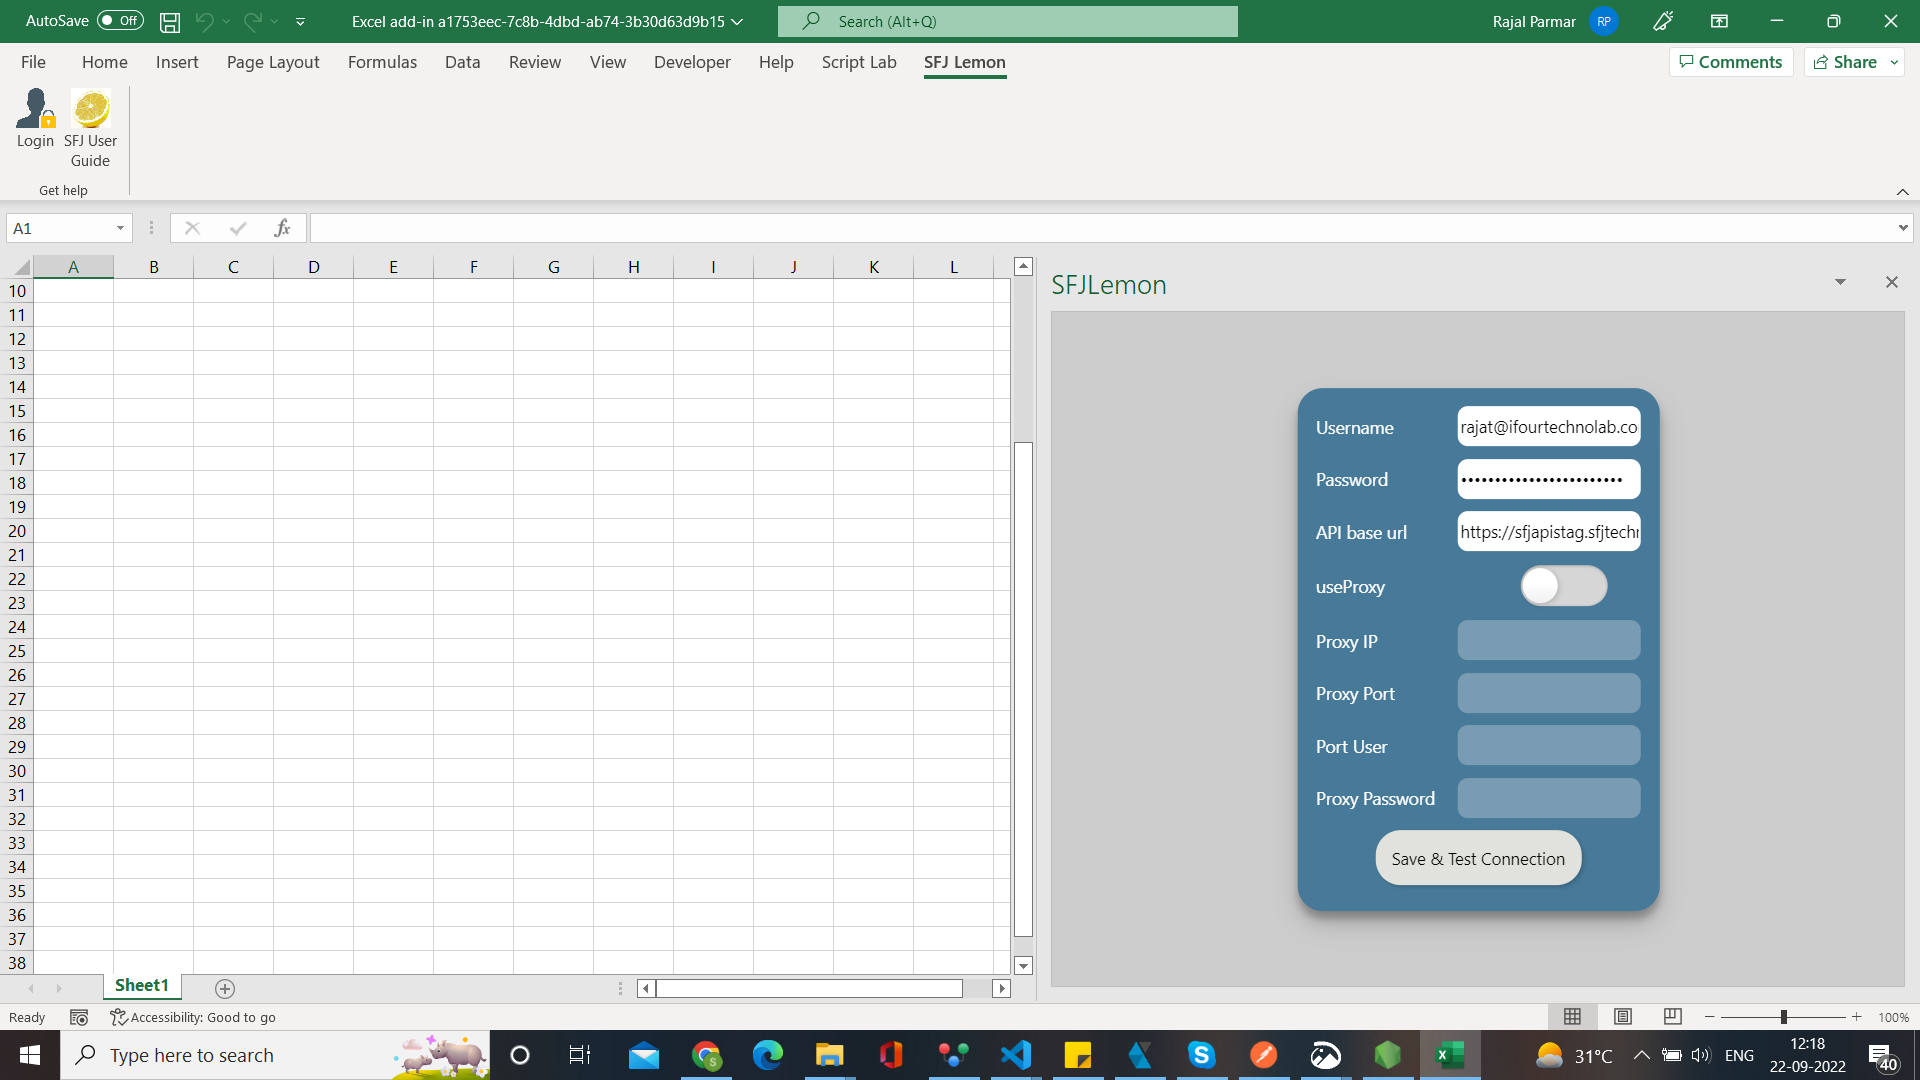 AutoSave Off
Excel add-in a1753eec-7c8b-4dbd-ab74-3b30d63d9b15
Search (Alt+Q)
Rajal Parmar RP
File Home Insert Page Layout Formulas Data Review View Developer Help Script Lab SFJ Lemon
Comments Share
Login
SFJ User
Guide
Get help
A1
fx
A B C D E F G H I J K L
10
11
12
13
14
15
16
17
18
19
20
21
22
23
24
25
26
27
28
29
30
31
32
33
34
35
36
37
38
SFJLemon
Username rajat@ifourtechnolab.co
Password
API base url https://sfjapistag.sfjtech
useProxy
Proxy IP
Proxy Port
Port User
Proxy Password
Save & Test Connection
Sheet1
Ready
Accessibility: Good to go
100%
Type here to search
31°C
ENG
12:18
22-09-2022
40